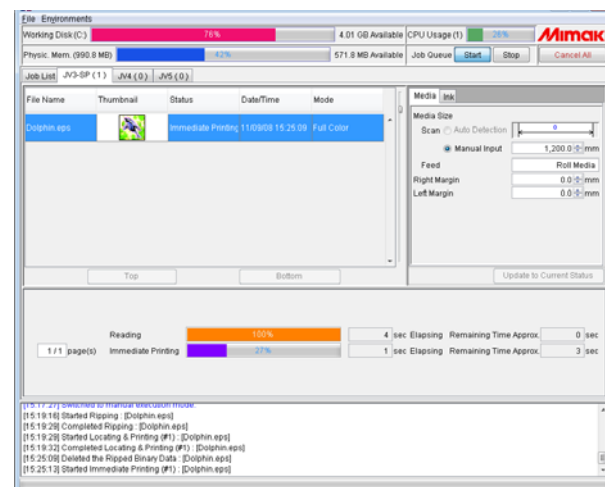 File Environments
Working Disk (C:) 78% 4.01 GB Available CPU Usage (1) 28% Mimaki
Physic. Mem. (990.8 MB) 42% 571.8 MB Available Job Queue Start Stop Cancel All
Job List JV3-SP ( 1 ) JV4 ( 0 ) JV5 ( 0 )
File Name Thumbnail Status Date/Time Mode
Dolphin.eps Immediate Printing 11/09/08 15:25:09 Full Color
Media Ink
Media Size
Scan Auto Detection 0
Manual Input 1,200.0 mm
Feed Roll Media
Right Margin 0.0 mm
Left Margin 0.0 mm
Top Bottom Update to Current Status
Reading 100% 4 sec Elapsing Remaining Time Approx. 0 sec
1 / 1 page(s) Immediate Printing 27% 1 sec Elapsing Remaining Time Approx. 3 sec
[15:17:27] Switched to manual execution mode.
[15:19:16] Started Ripping : [Dolphin.eps]
[15:19:29] Completed Ripping : [Dolphin.eps]
[15:19:29] Started Locating & Printing (#1) : [Dolphin.eps]
[15:19:32] Completed Locating & Printing (#1) : [Dolphin.eps]
[15:25:09] Deleted the Ripped Binary Data : [Dolphin.eps]
[15:25:13] Started Immediate Printing (#1) : [Dolphin.eps]